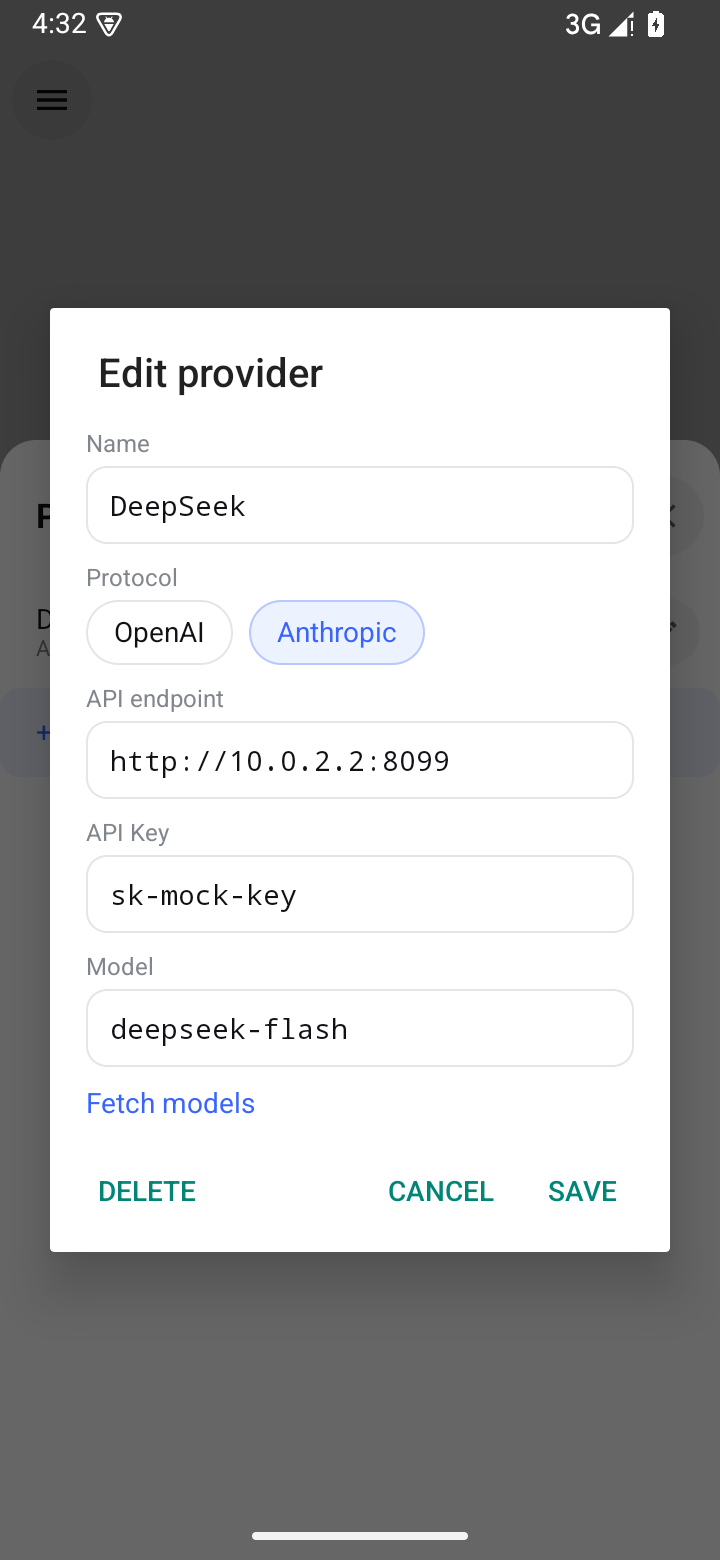 4:32
3G
Edit provider
Name
DeepSeek
Protocol
OpenAI
Anthropic
API endpoint
http://10.0.2.2:8099
API Key
sk-mock-key
Model
deepseek-flash
Fetch models
DELETE
CANCEL
SAVE